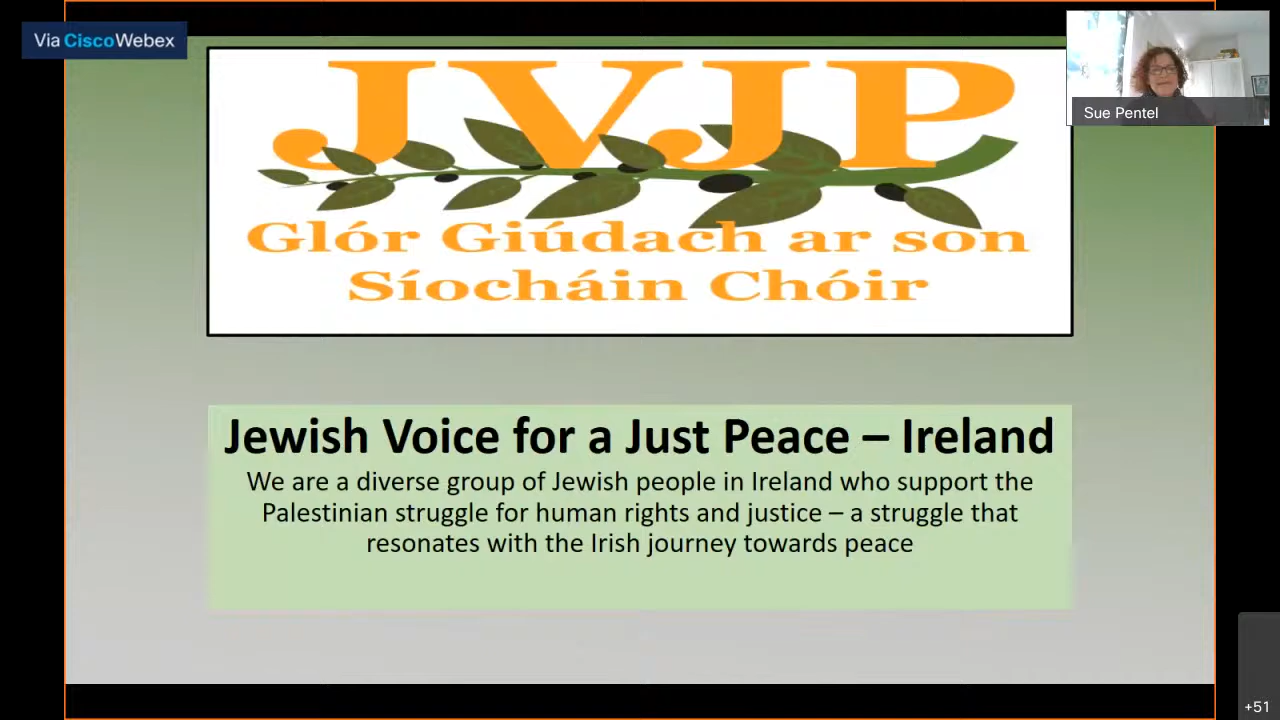 Via CiscoWebex
Sue Pentel
JVJP
Glór Giúdach ar son
Síocháin Chóir
Jewish Voice for a Just Peace – Ireland
We are a diverse group of Jewish people in Ireland who support the
Palestinian struggle for human rights and justice – a struggle that
resonates with the Irish journey towards peace
+51